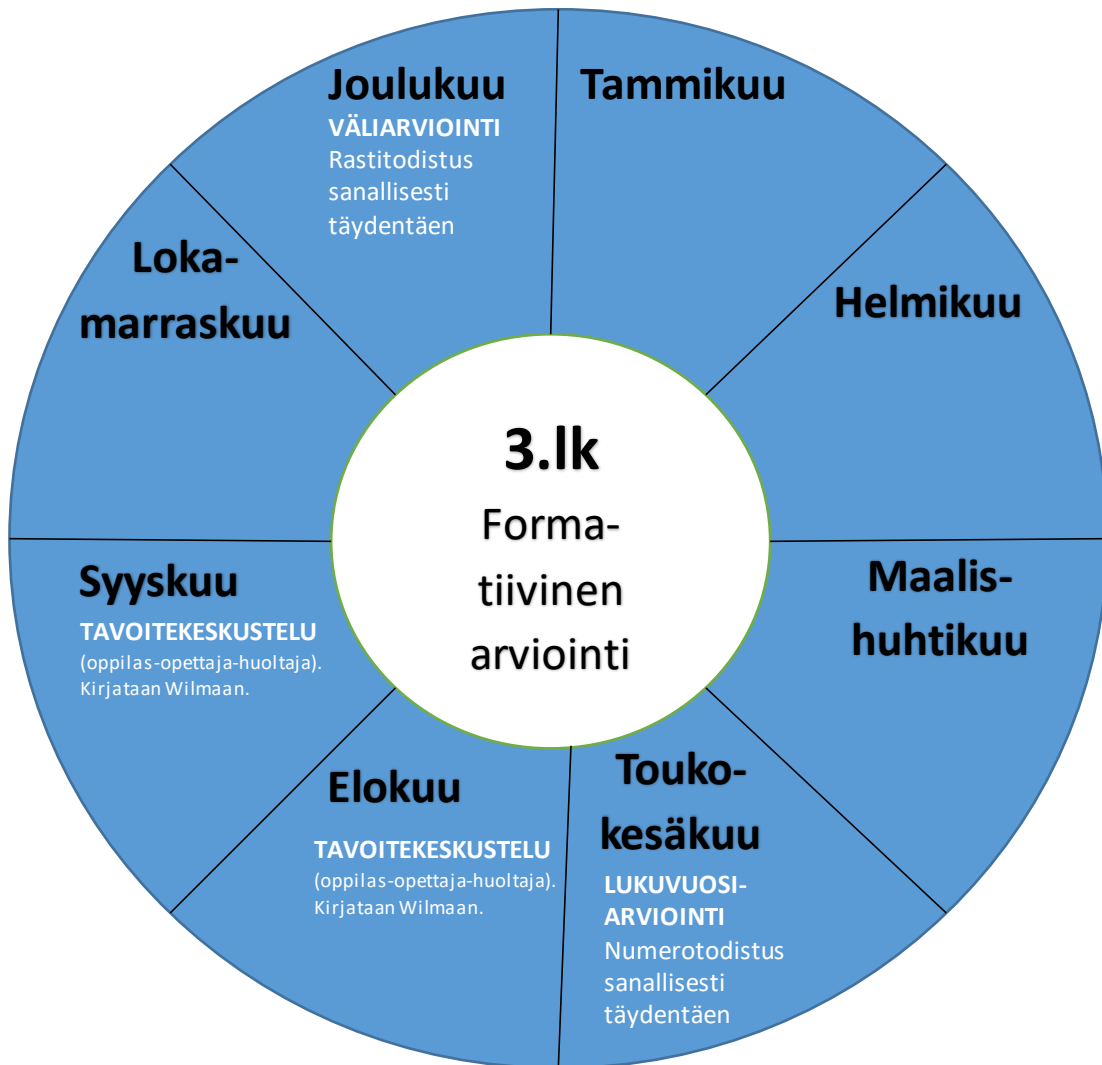 Joulukuu
VÄLIARVIOINTI
Rastitodistus
sanallisesti
täydentäen
Tammikuu
Helmikuu
Maalis-
huhtikuu
Touko-
kesäkuu
LUKUVUOSI-
ARVIOINTI
Numerotodistus
sanallisesti
täydentäen
Elokuu
TAVOITEKESKUSTELU
(oppilas-opettaja-huoltaja).
Kirjataan Wilmaan.
Syyskuu
TAVOITEKESKUSTELU
(oppilas-opettaja-huoltaja).
Kirjataan Wilmaan.
Loka-
marraskuu
3.lk
Forma-
tiivinen
arviointi